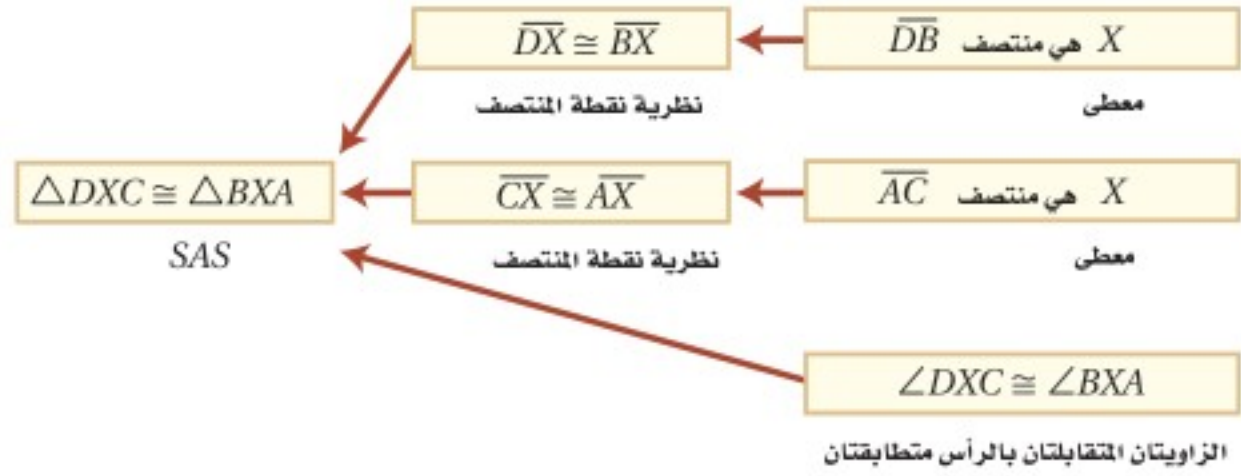 X هي منتصف DB
معطى
DX ≅ BX
نظرية نقطة المنتصف
X هي منتصف AC
معطى
CX ≅ AX
نظرية نقطة المنتصف
△DXC ≅ △BXA
SAS
∠DXC ≅ ∠BXA
الزاويتان المتقابلتان بالرأس متطابقتان